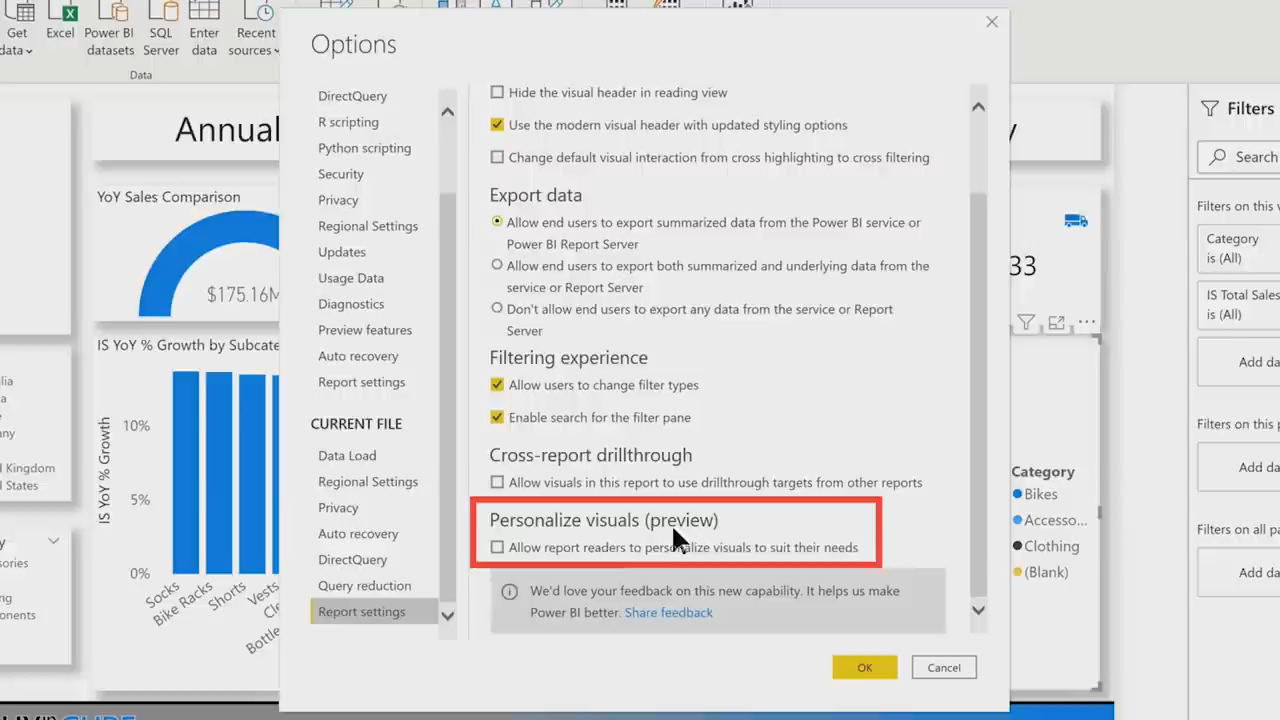 Get
data
Excel
Power BI
datasets
SQL
Server
Enter
data
Recent
sources
Data
Annual
YoY Sales Comparison
$175.16M
IS YoY % Growth by Subcate
IS YoY % Growth
10%
5%
0%
Socks
Bike Racks
Shorts
Vests
Cle
Bottle
lia
a
e
any
d Kingdom
d States
y
sories
ng
onents
Options
DirectQuery
R scripting
Python scripting
Security
Privacy
Regional Settings
Updates
Usage Data
Diagnostics
Preview features
Auto recovery
Report settings
CURRENT FILE
Data Load
Regional Settings
Privacy
Auto recovery
DirectQuery
Query reduction
Report settings
Hide the visual header in reading view
Use the modern visual header with updated styling options
Change default visual interaction from cross highlighting to cross filtering
Export data
Allow end users to export summarized data from the Power BI service or
Power BI Report Server
Allow end users to export both summarized and underlying data from the
service or Report Server
Don't allow end users to export any data from the service or Report
Server
Filtering experience
Allow users to change filter types
Enable search for the filter pane
Cross-report drillthrough
Allow visuals in this report to use drillthrough targets from other reports
Personalize visuals (preview)
Allow report readers to personalize visuals to suit their needs
We'd love your feedback on this new capability. It helps us make
Power BI better. Share feedback
OK
Cancel
y
33
Category
Bikes
Accesso...
Clothing
(Blank)
Filters
Search
Filters on this v
Category
is (All)
IS Total Sales
is (All)
Add da
Filters on this p
Add da
Filters on all pa
Add da